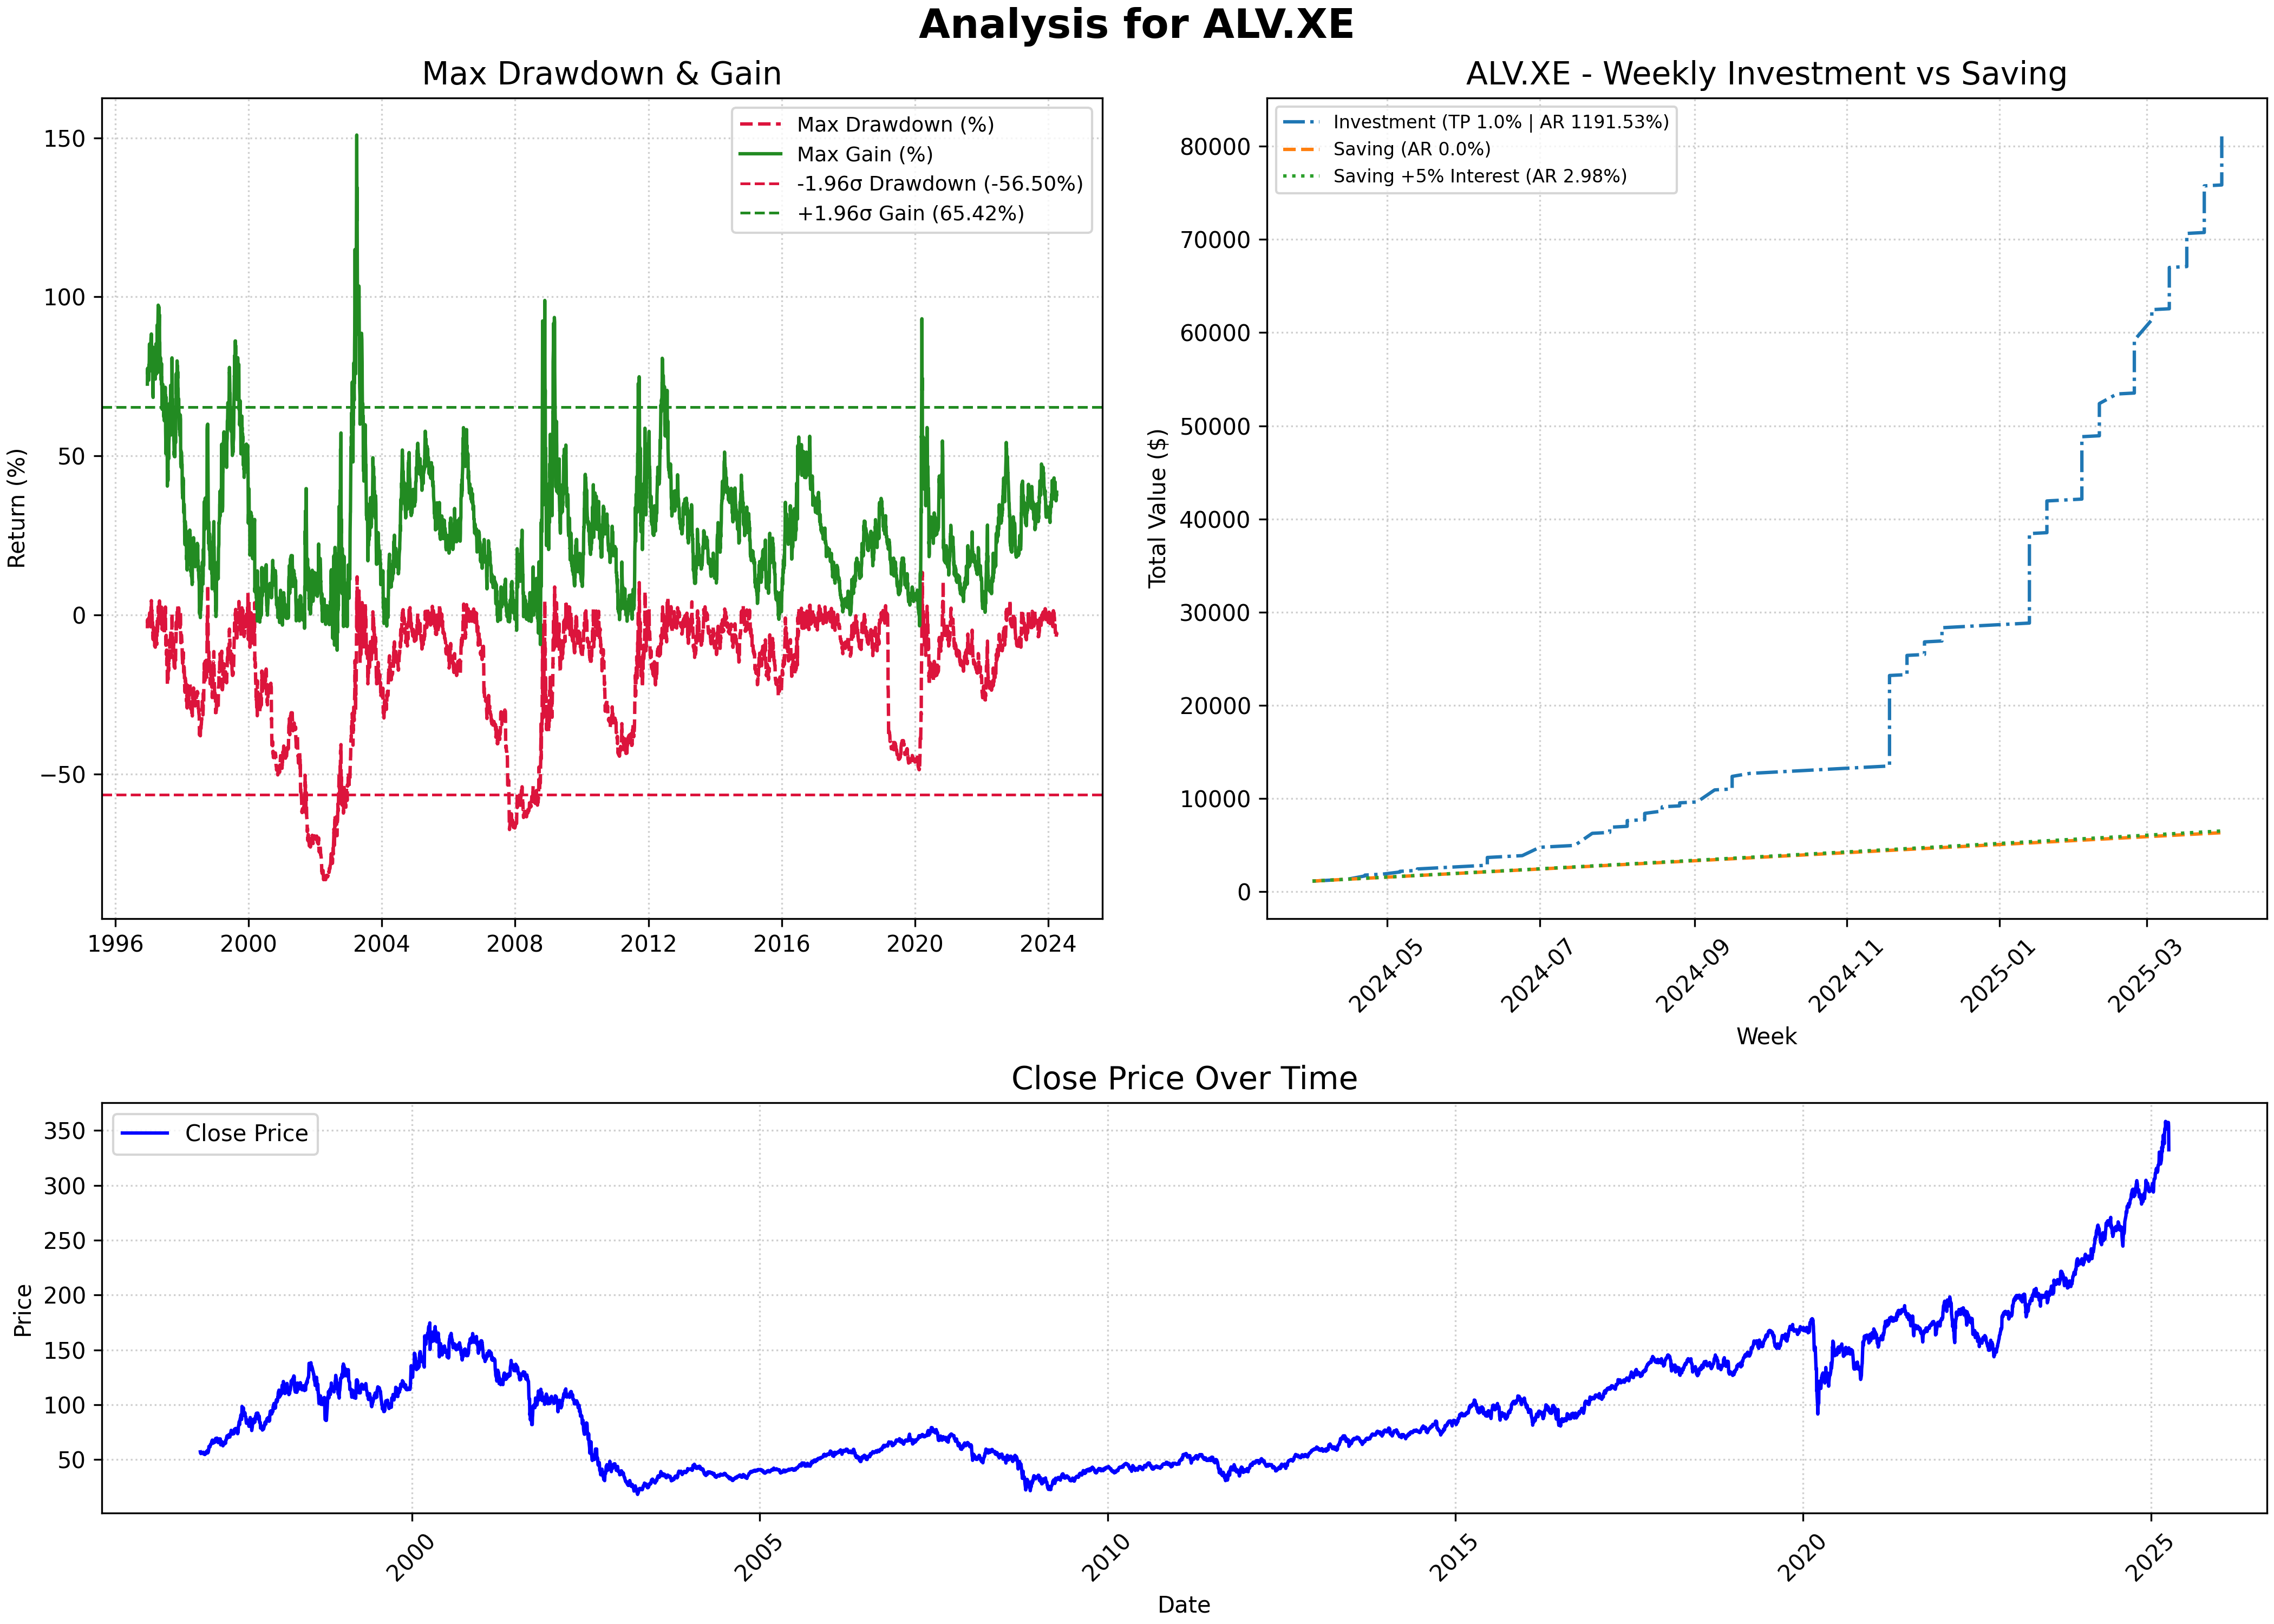 Analysis for ALV.XE
Max Drawdown & Gain
Return (%)
150
100
50
0
−50
Max Drawdown (%)
Max Gain (%)
-1.96σ Drawdown (-56.50%)
+1.96σ Gain (65.42%)
1996
2000
2004
2008
2012
2016
2020
2024
ALV.XE - Weekly Investment vs Saving
Total Value ($)
80000
70000
60000
50000
40000
30000
20000
10000
0
Investment (TP 1.0% | AR 1191.53%)
Saving (AR 0.0%)
Saving +5% Interest (AR 2.98%)
2024-05
2024-07
2024-09
2024-11
2025-01
2025-03
Week
Close Price Over Time
Price
350
300
250
200
150
100
50
Close Price
2000
2005
2010
2015
2020
2025
Date